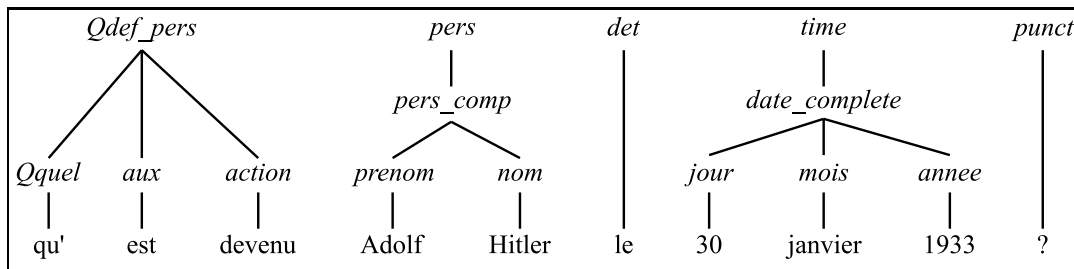 Qdef_pers pers det time punct
pers_comp date_complete
Qquel aux action prenom nom jour mois annee
qu' est devenu Adolf Hitler le 30 janvier 1933 ?